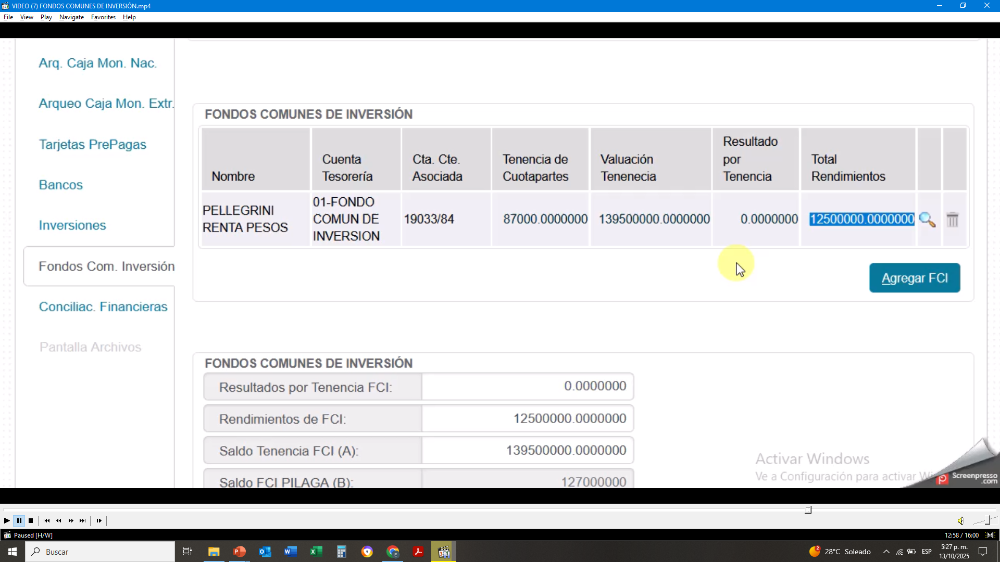 VIDEO (7) FONDOS COMUNES DE INVERSIÓN.mp4
File View Play Navigate Favorites Help
Arq. Caja Mon. Nac.
Arqueo Caja Mon. Extr.
Tarjetas PrePagas
Bancos
Inversiones
Fondos Com. Inversión
Conciliac. Financieras
Pantalla Archivos
FONDOS COMUNES DE INVERSIÓN
Nombre
Cuenta
Tesorería
Cta. Cte.
Asociada
Tenencia de
Cuotapartes
Valuación
Tenenecia
Resultado
por
Tenencia
Total
Rendimientos
PELLEGRINI
RENTA PESOS
01-FONDO
COMUN DE
INVERSION
19033/84
87000.0000000
139500000.0000000
0.0000000
12500000.0000000
Agregar FCI
FONDOS COMUNES DE INVERSIÓN
Resultados por Tenencia FCI: 0.0000000
Rendimientos de FCI: 12500000.0000000
Saldo Tenencia FCI (A): 139500000.0000000
Saldo FCI PILAGA (B): 127000000
Activar Windows
Ve a Configuración para activar Wi
Screenpresso
.com
Paused [H/W]
12:58 / 16:00
Buscar
2
28°C Soleado
ESP
5:27 p. m.
13/10/2025